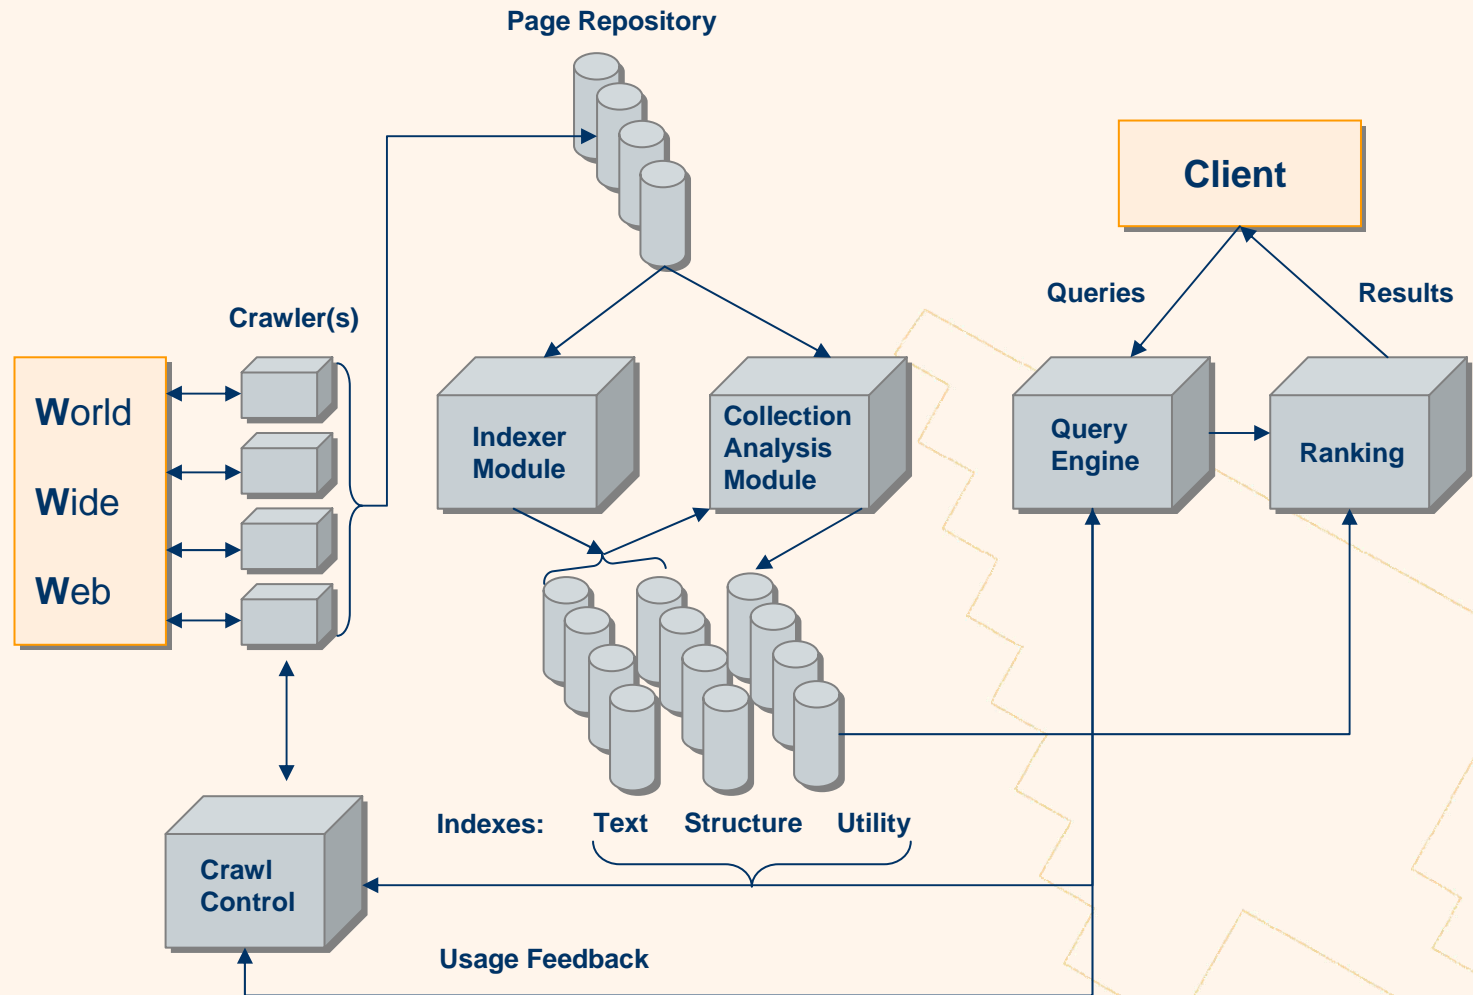 Page Repository
Client
Queries
Results
Crawler(s)
World
Wide
Web
Indexer
Module
Collection
Analysis
Module
Query
Engine
Ranking
Indexes: Text Structure Utility
Crawl
Control
Usage Feedback